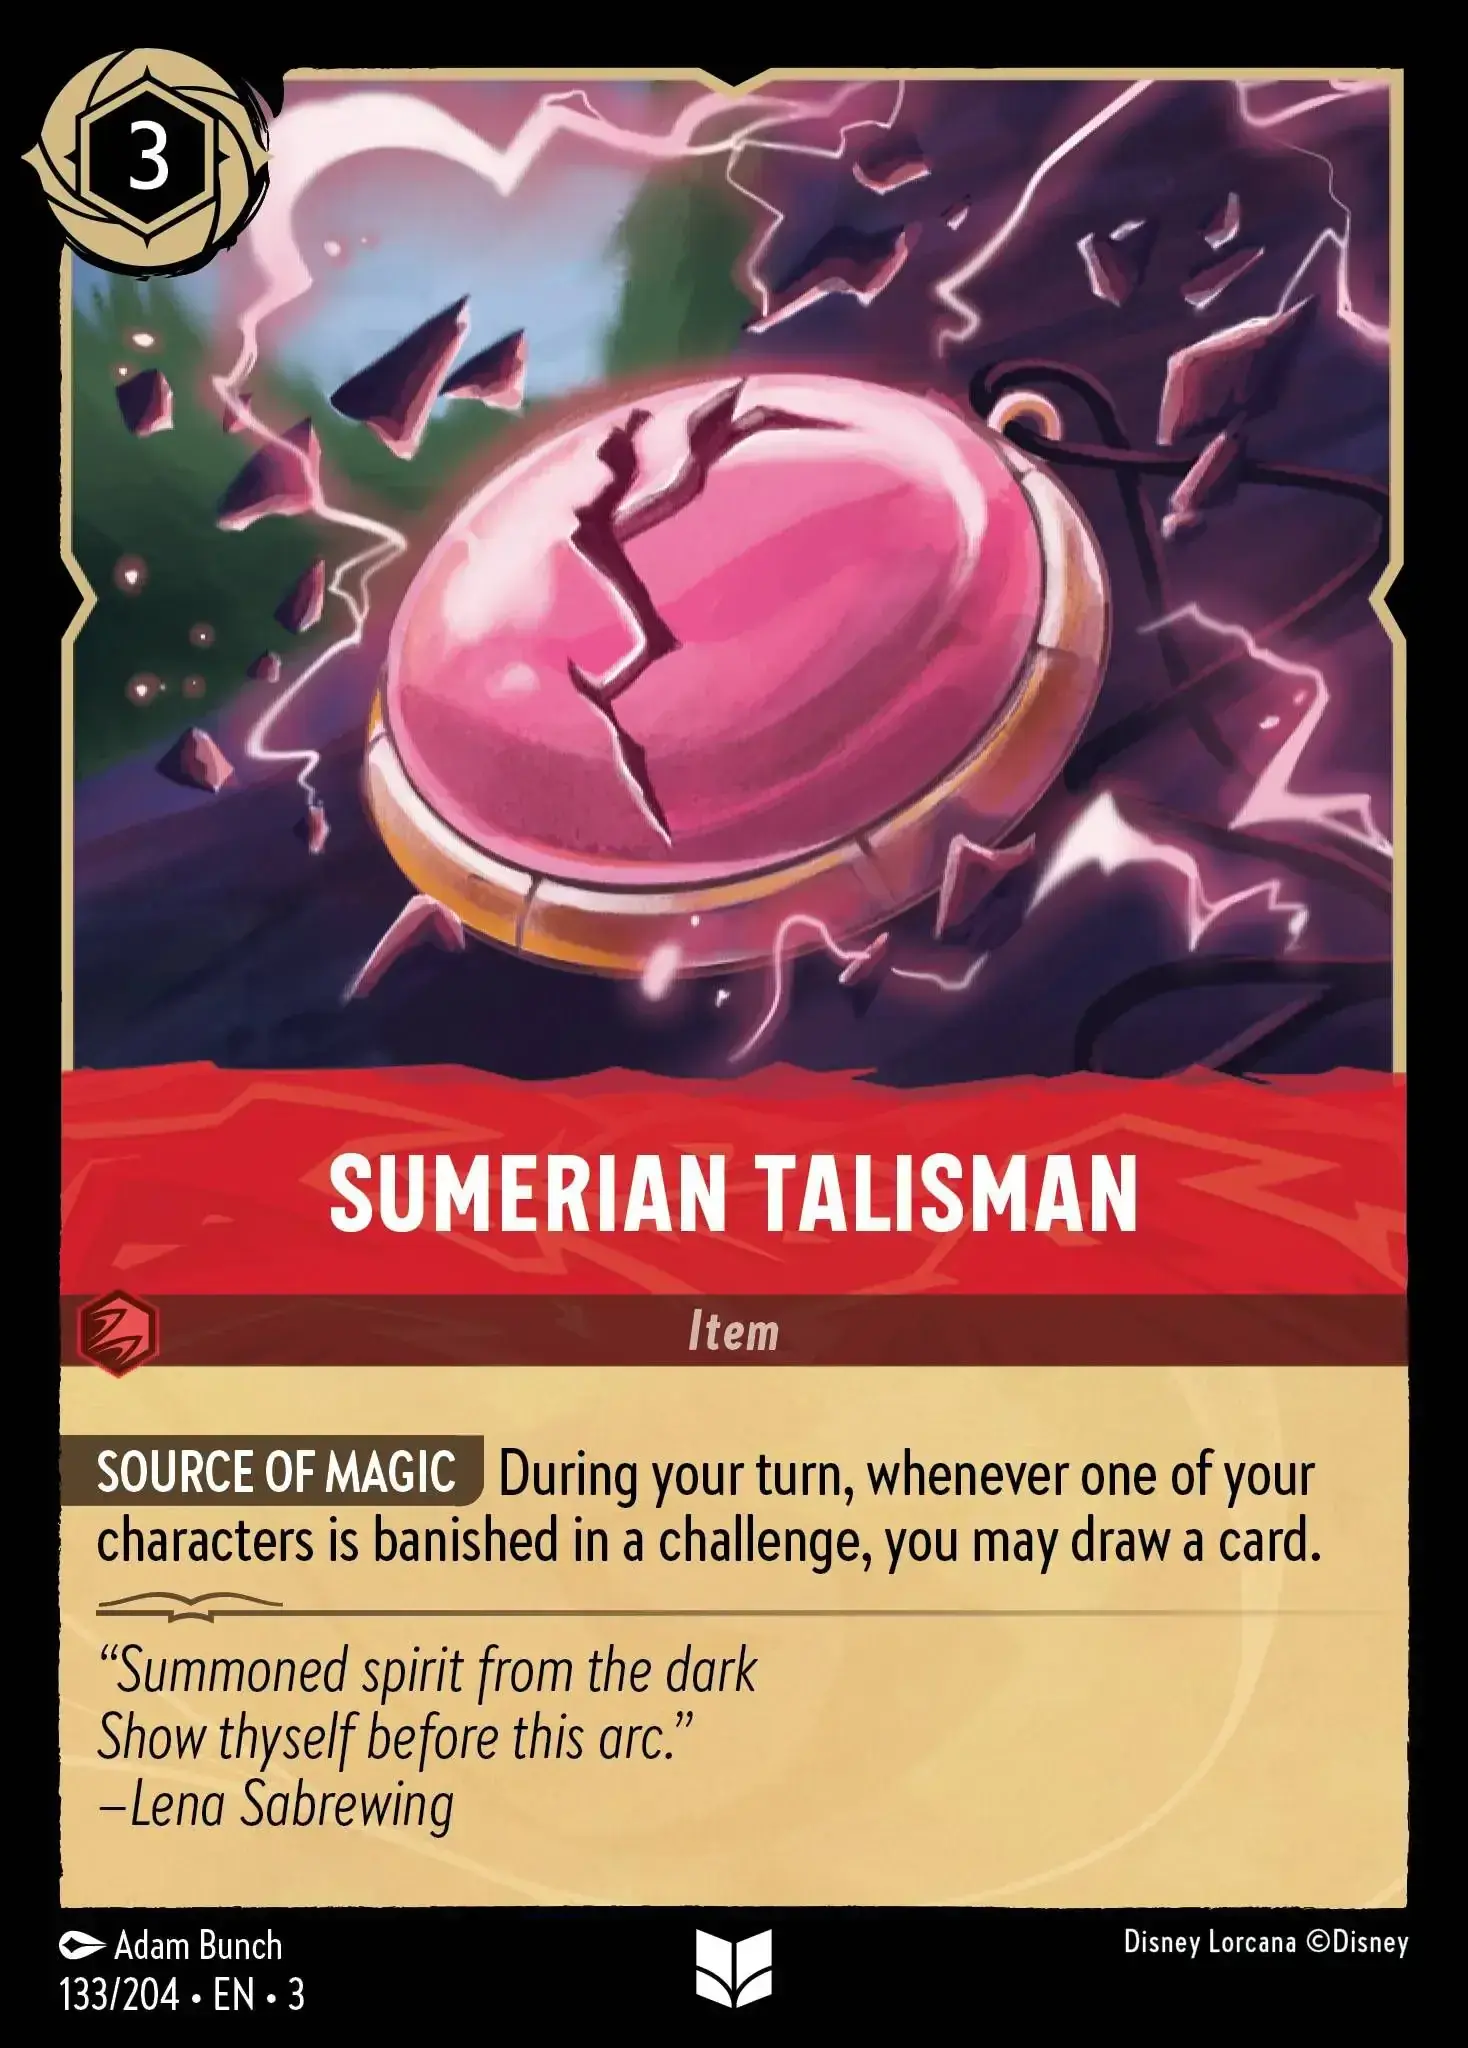 3
SUMERIAN TALISMAN
Item
SOURCE OF MAGIC During your turn, whenever one of your
characters is banished in a challenge, you may draw a card.
“Summoned spirit from the dark
Show thyself before this arc.”
–Lena Sabrewing
Adam Bunch
Disney Lorcana ©Disney
133/204 • EN • 3